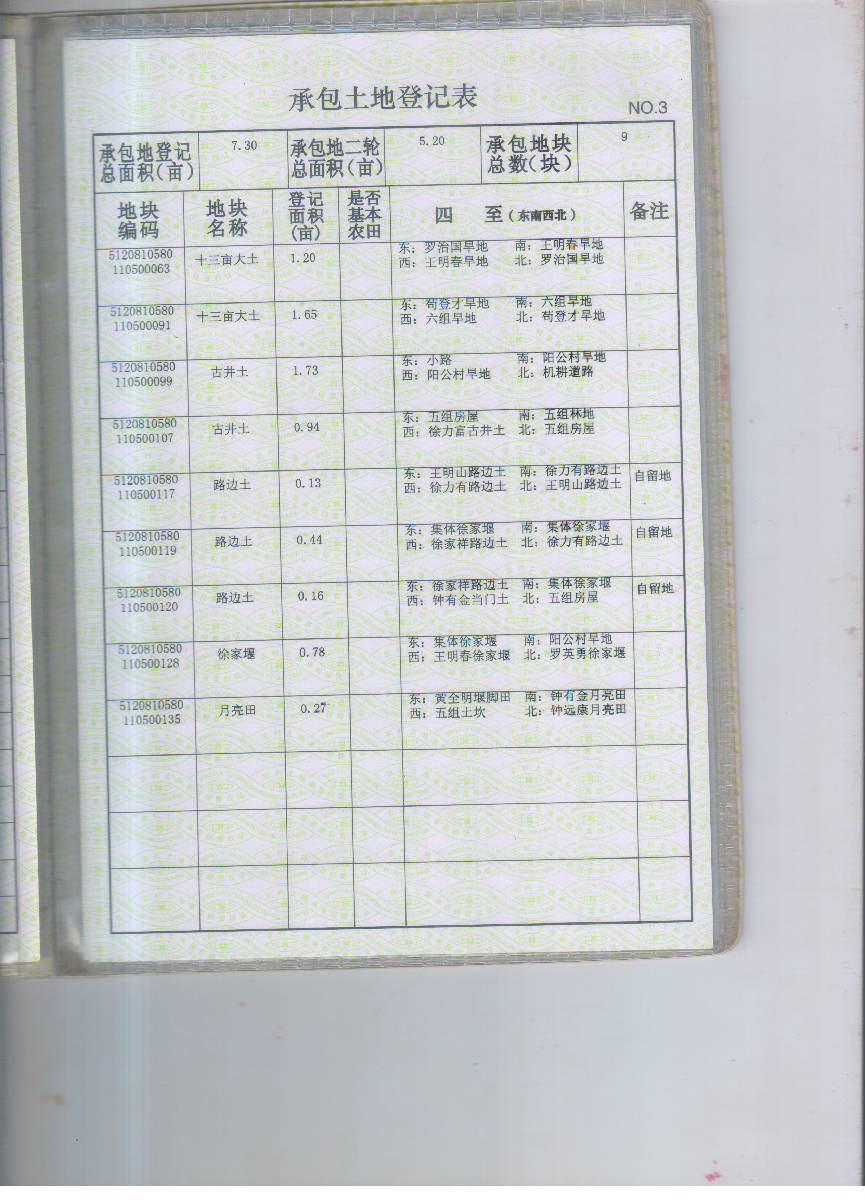 承包土地登记表
NO.3
承包地登记 总面积(亩) 7.30 承包地二轮 总面积(亩) 5.20 承包地块 总数(块) 9
地块 编码 地块 名称 登记 面积 (亩) 是否 基本 农田 四 至(东南西北) 备注
5120810580 东: 罗治国旱地 南: 王明春旱地
110500063 十三亩大土 1.20 西: 王明春旱地 北: 罗治国旱地
5120810580 东: 苟登才旱地 南: 六组旱地
110500091 十三亩大土 1.65 西: 六组旱地 北: 苟登才旱地
5120810580 东: 小路 南: 阳公村旱地
110500099 古井土 1.73 西: 阳公村旱地 北: 机耕道路
5120810580 东: 五组房屋 南: 五组林地
110500107 古井土 0.94 西: 徐力富古井土 北: 五组房屋
5120810580 东: 王明山路边土 南: 徐力有路边土
110500117 路边土 0.13 西: 徐力有路边土 北: 王明山路边土 自留地
5120810580 东: 集体徐家堰 南: 集体徐家堰
110500119 路边土 0.44 西: 徐家祥路边土 北: 徐力有路边土 自留地
5120810580 东: 徐家祥路边土 南: 集体徐家堰
110500120 路边土 0.16 西: 钟有金当门土 北: 五组房屋 自留地
5120810580 东: 集体徐家堰 南: 阳公村旱地
110500128 徐家堰 0.78 西: 王明春徐家堰 北: 罗英勇徐家堰
5120810580 东: 黄全明堰脚田 南: 钟有金月亮田
110500135 月亮田 0.27 西: 五组土坎 北: 钟远康月亮田